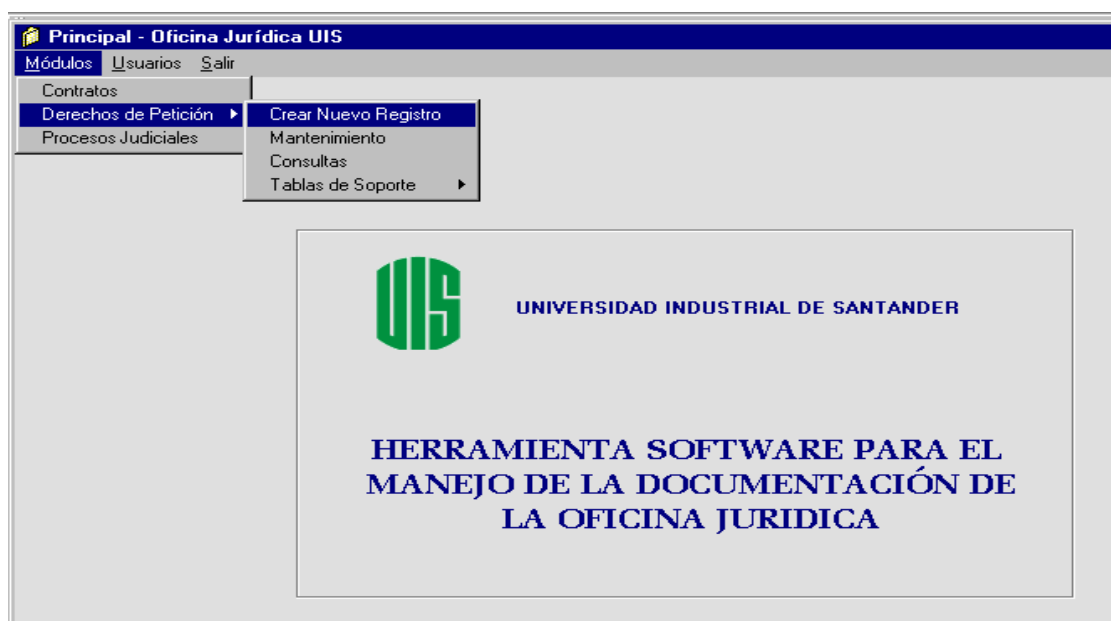 Principal - Oficina Jurídica UIS
Módulos Usuarios Salir
Contratos
Derechos de Petición
Procesos Judiciales
Crear Nuevo Registro
Mantenimiento
Consultas
Tablas de Soporte
UIS
UNIVERSIDAD INDUSTRIAL DE SANTANDER
HERRAMIENTA SOFTWARE PARA EL
MANEJO DE LA DOCUMENTACIÓN DE
LA OFICINA JURIDICA